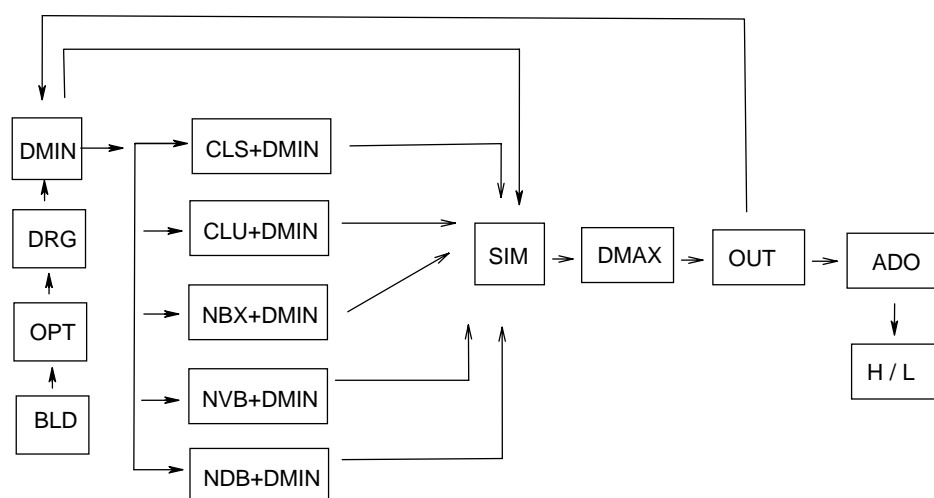 DMIN
CLS+DMIN
DRG
CLU+DMIN
SIM
DMAX
OUT
ADO
OPT
NBX+DMIN
H / L
BLD
NVB+DMIN
NDB+DMIN